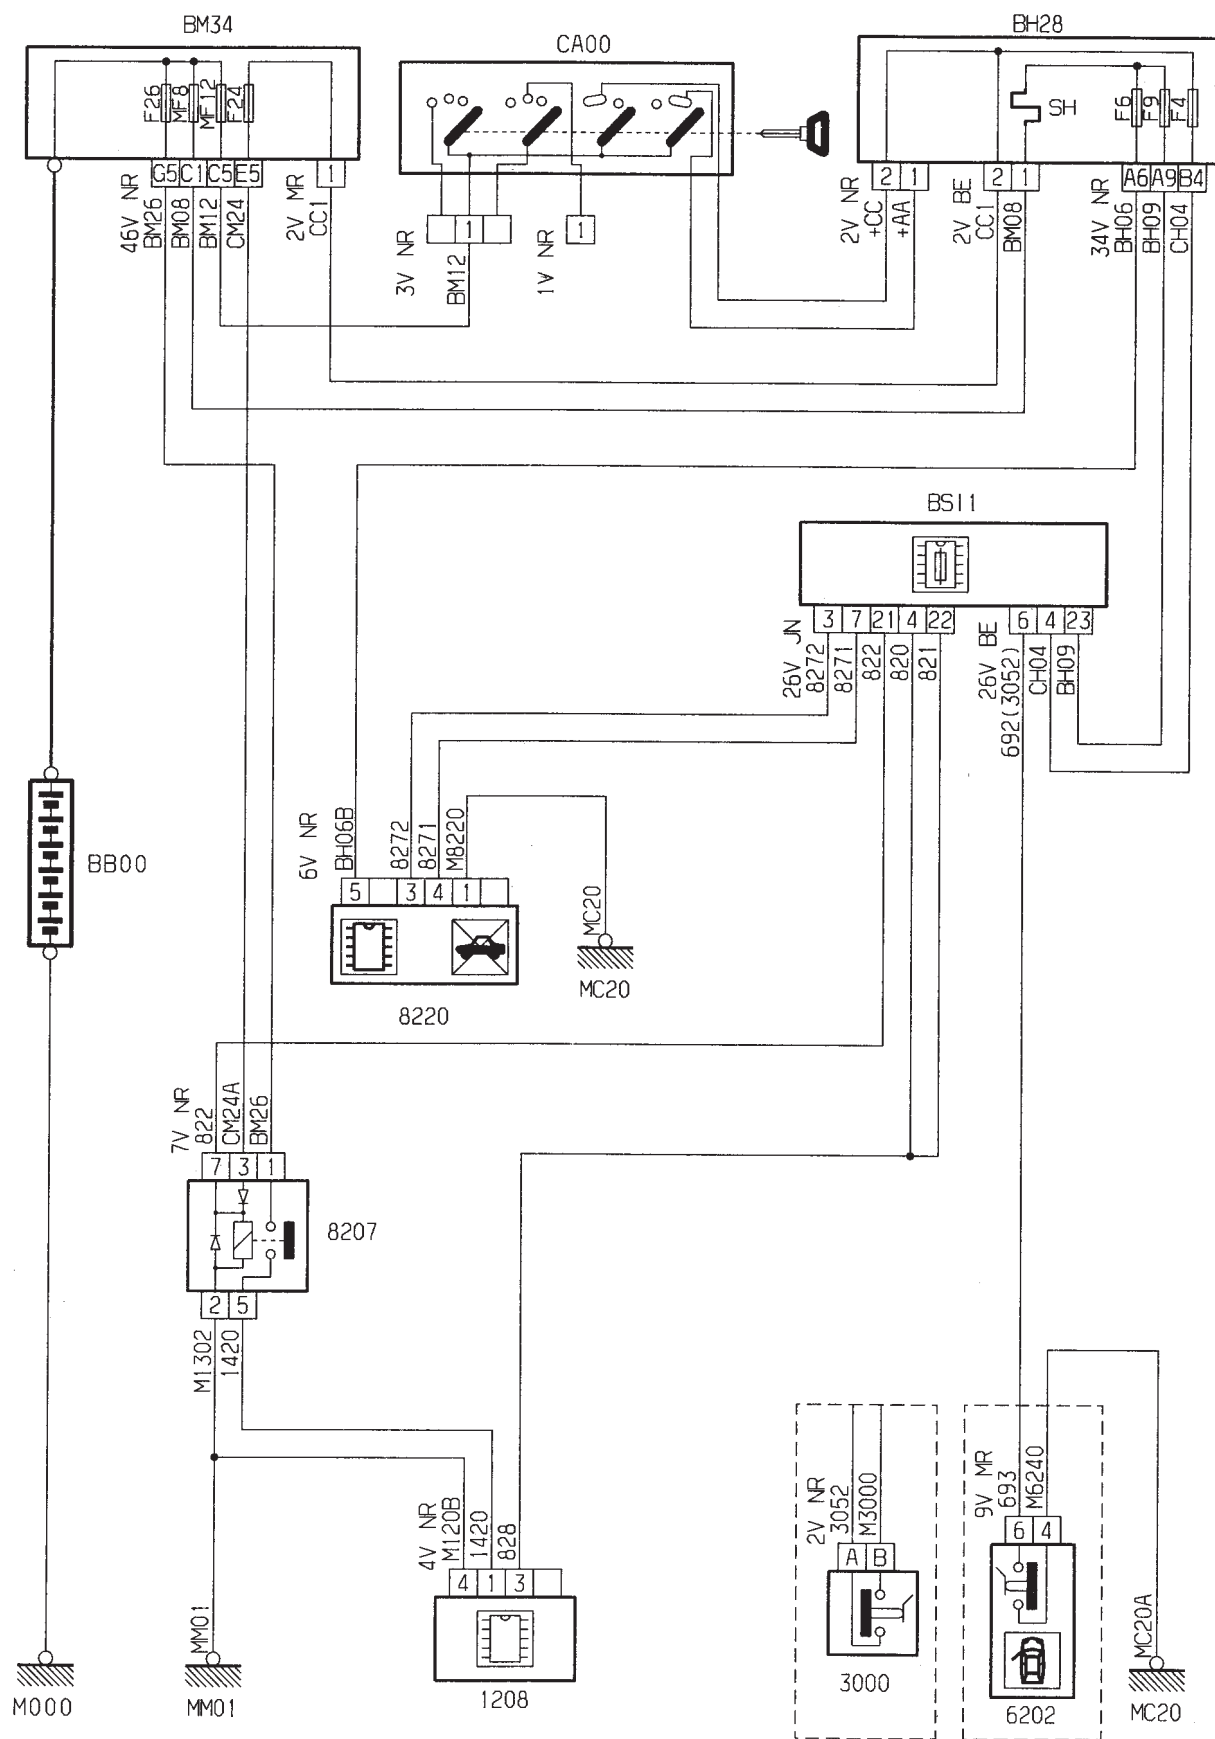 BM34
CA00
BH28
F26
MF8
MF12
F24
SH
F6
F9
F4
G5 C1 C5 E5
1
2 1
2 1
A6 A9 B4
46V NR
BM26
BM08
BM12
CM24
2V MR
CC1
1
1
3V NR
BM12
1V NR
2V NR
+CC
+AA
2V BE
CC1
BM08
34V NR
BH06
BH09
CH04
BSI1
3 7 21 4 22
6 4 23
26V JN
8272
8271
822
820
821
26V BE
692(3052)
CH04
BH09
BB00
6V NR
BH06B
8272
8271
M8220
5 3 4 1
MC20
MC20
8220
7V NR
822
CM24A
BM26
7 3 1
8207
2 5
M1302
1420
4V NR
M120B
1420
828
4 1 3
1208
2V NR
3052
M3000
A B
3000
9V MR
693
M6240
6 4
6202
MC20A
MC20
MM01
MM01
M000